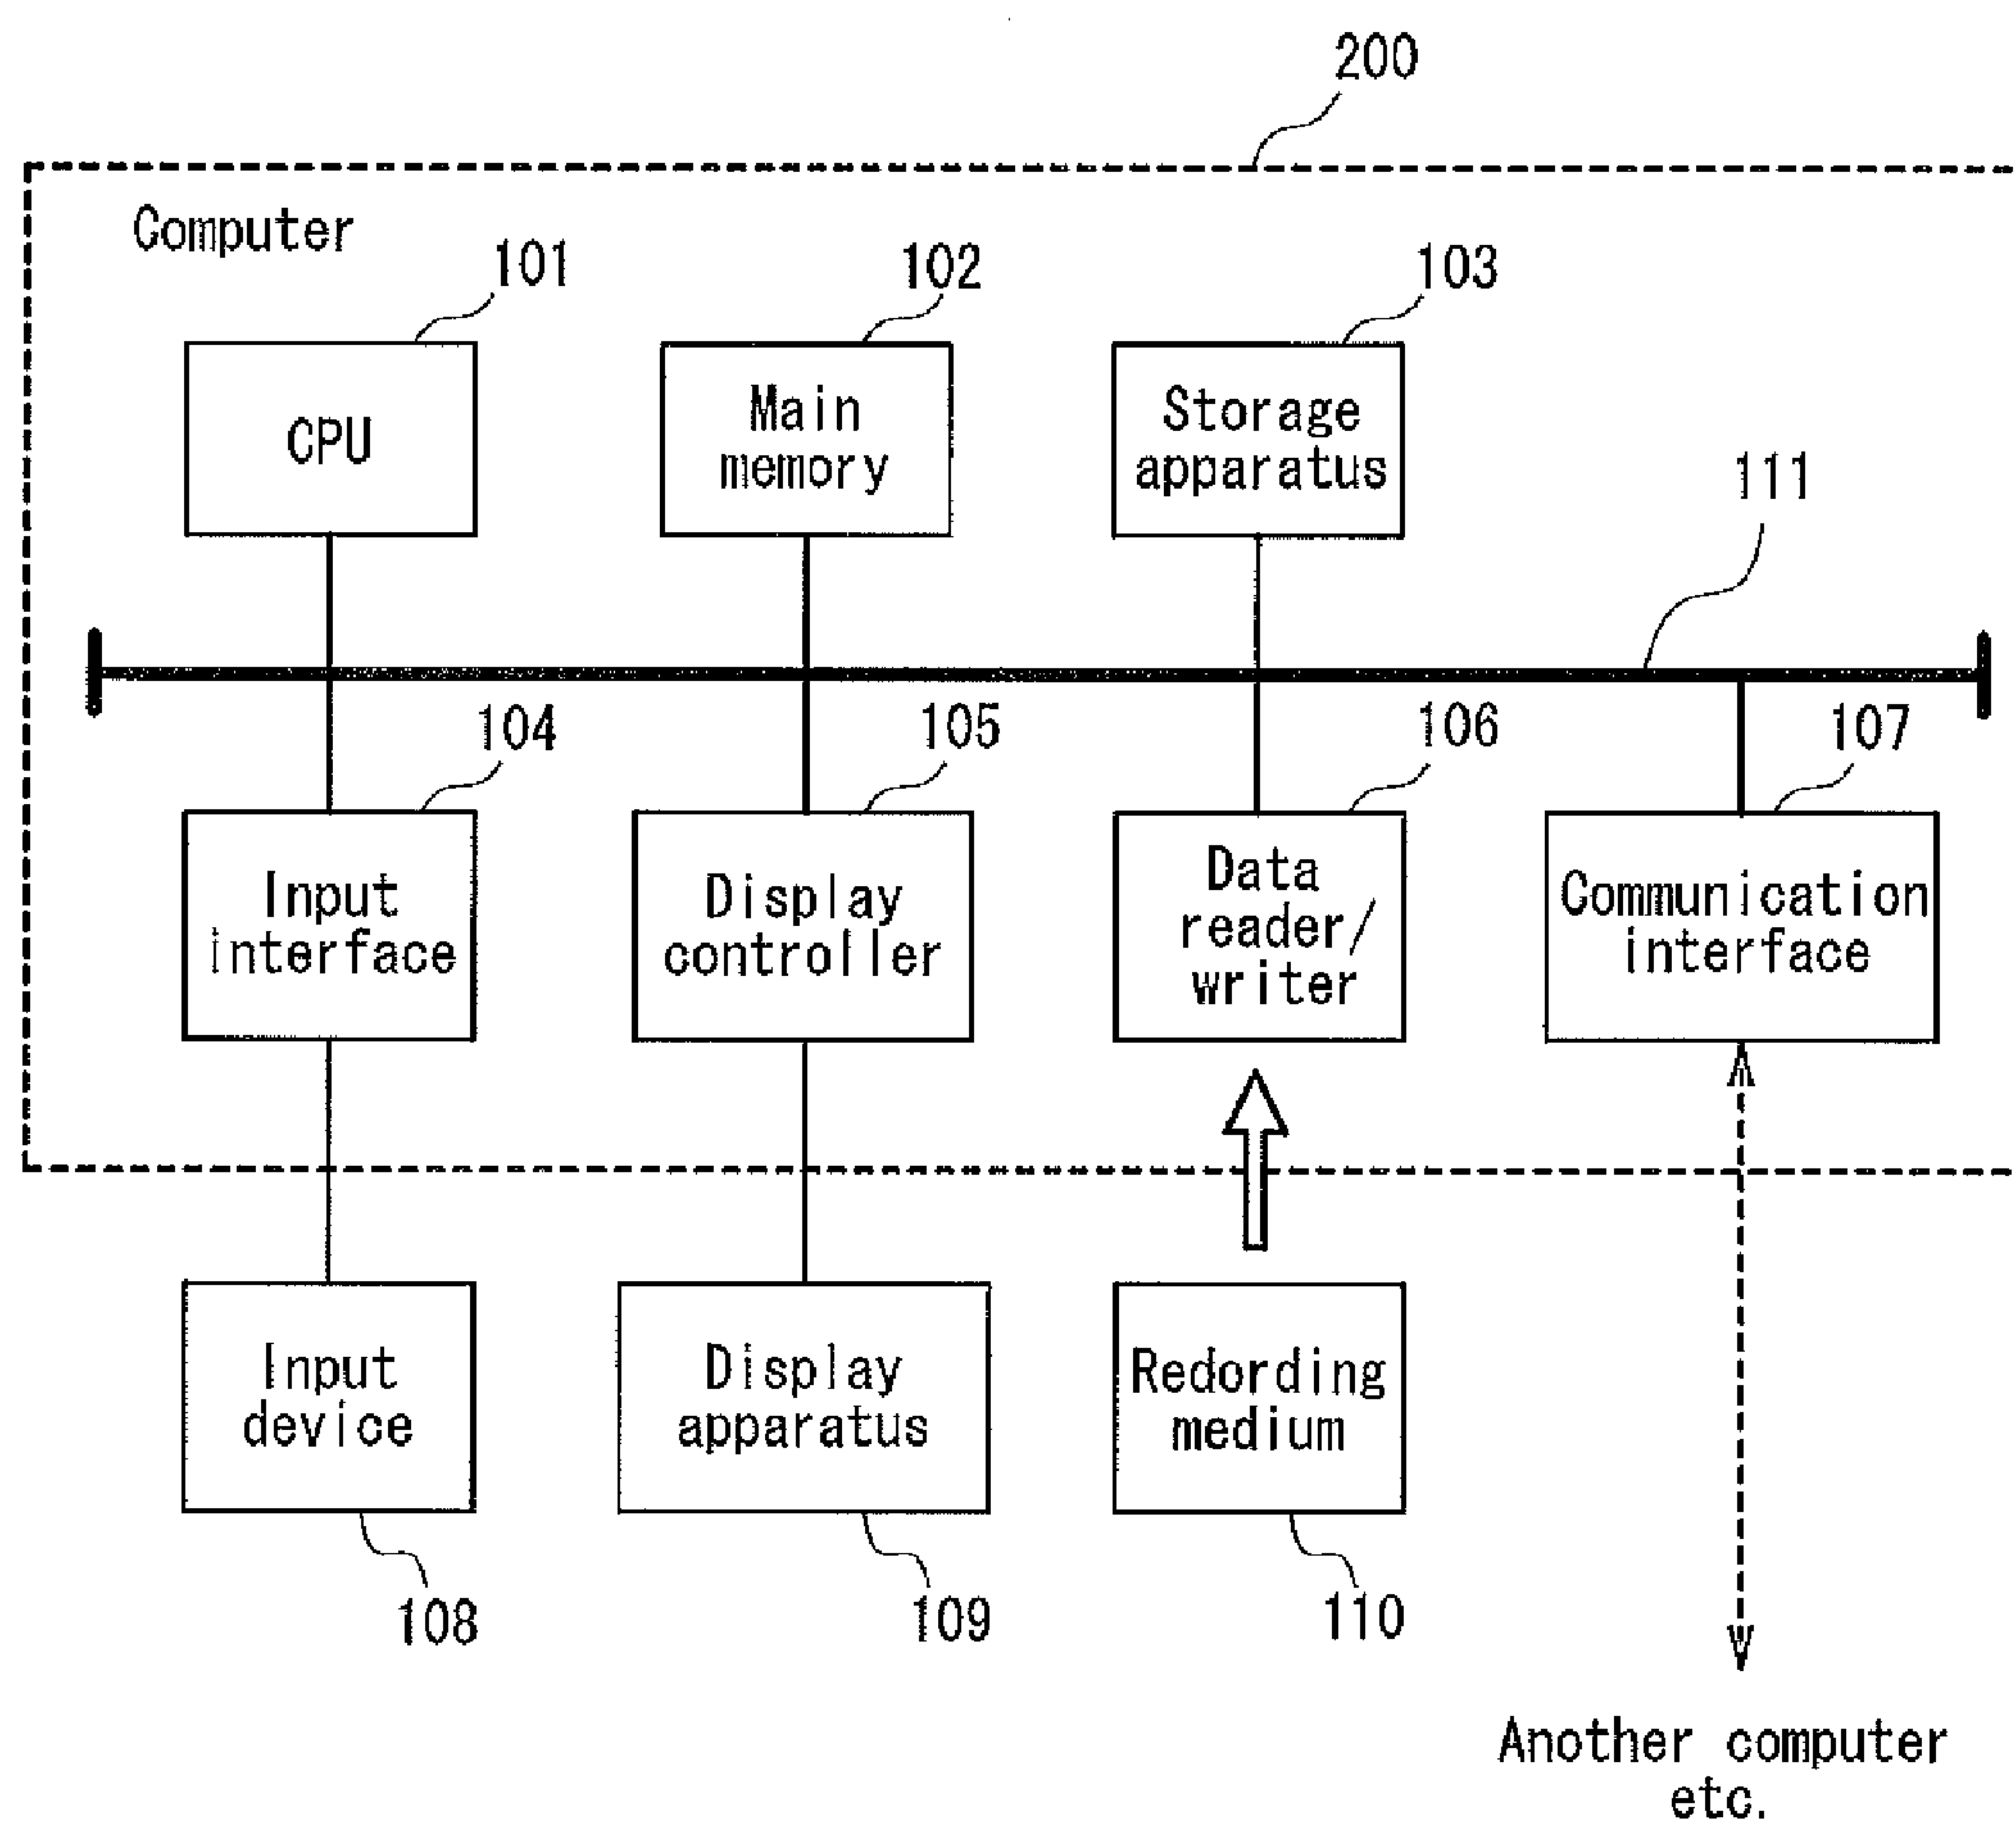 200
Computer
101
102
103
CPU
Main
memory
Storage
apparatus
111
104
105
106
107
Input
interface
Display
controller
Data
reader/
writer
Communication
interface
Input
device
Display
apparatus
Redording
medium
108
109
110
Another computer
etc.